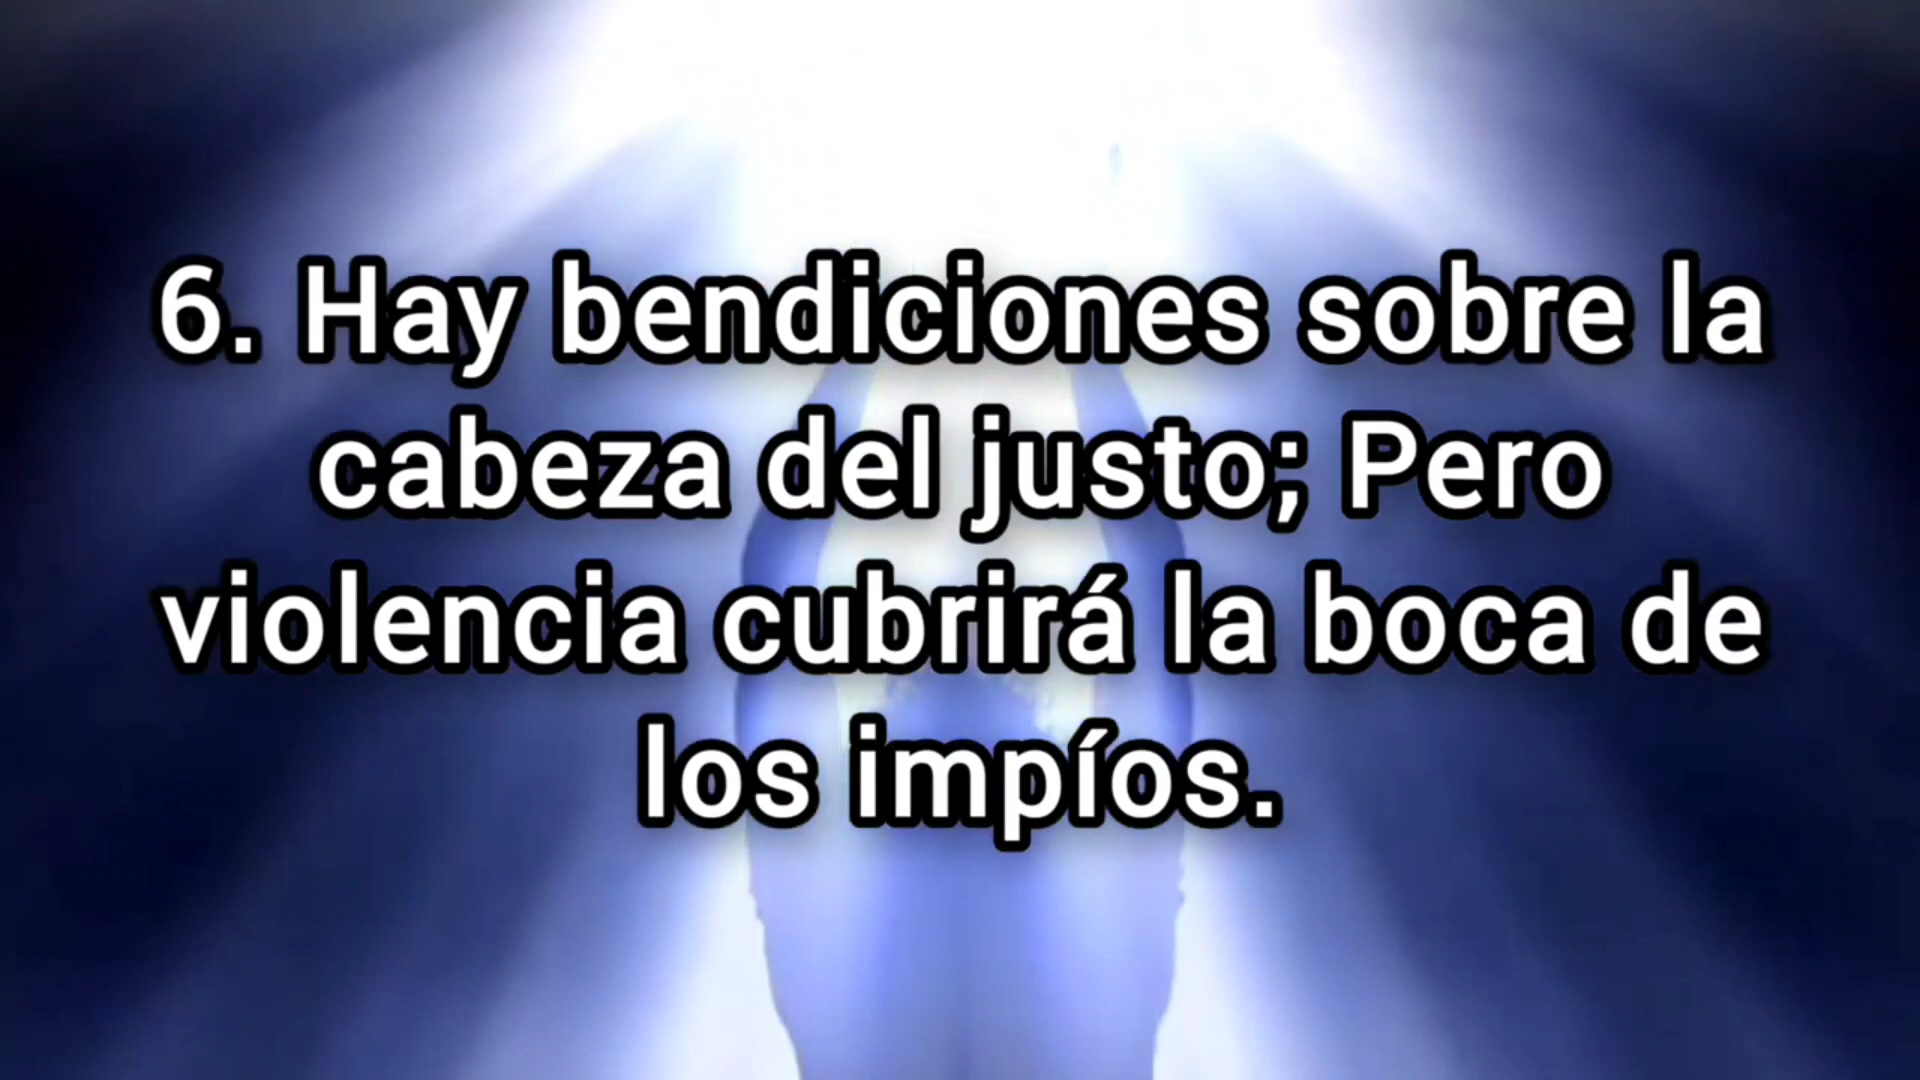 6. Hay bendiciones sobre la
cabeza del justo; Pero
violencia cubrirá la boca de
los impíos.